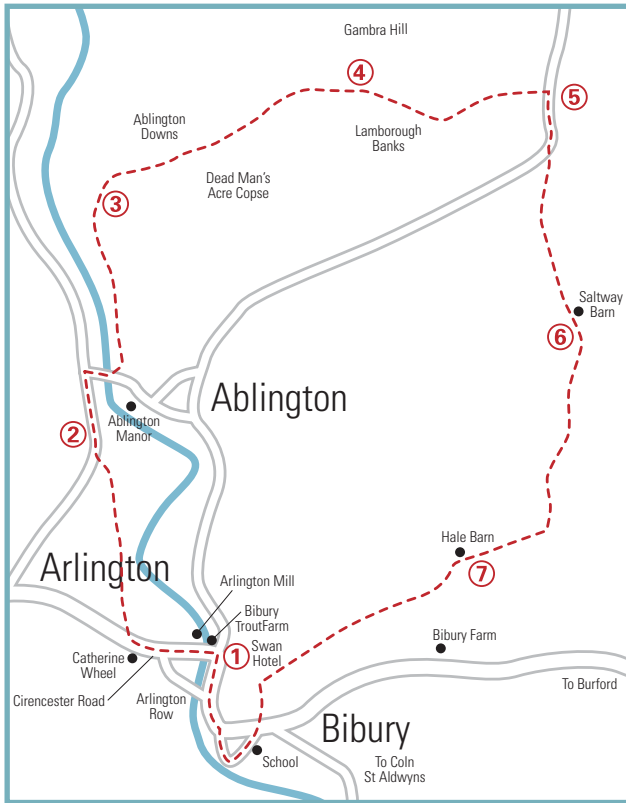 Gambra Hill
4
5
Ablington
Downs
Lamborough
Banks
Dead Man's
Acre Copse
3
Saltway
Barn
6
Ablington
Ablington
Manor
2
Hale Barn
7
Arlington
Arlington Mill
Bibury
TroutFarm
1
Swan
Hotel
Bibury Farm
Catherine
Wheel
Cirencester Road
Arlington
Row
To Burford
Bibury
School
To Coln
St Aldwyns